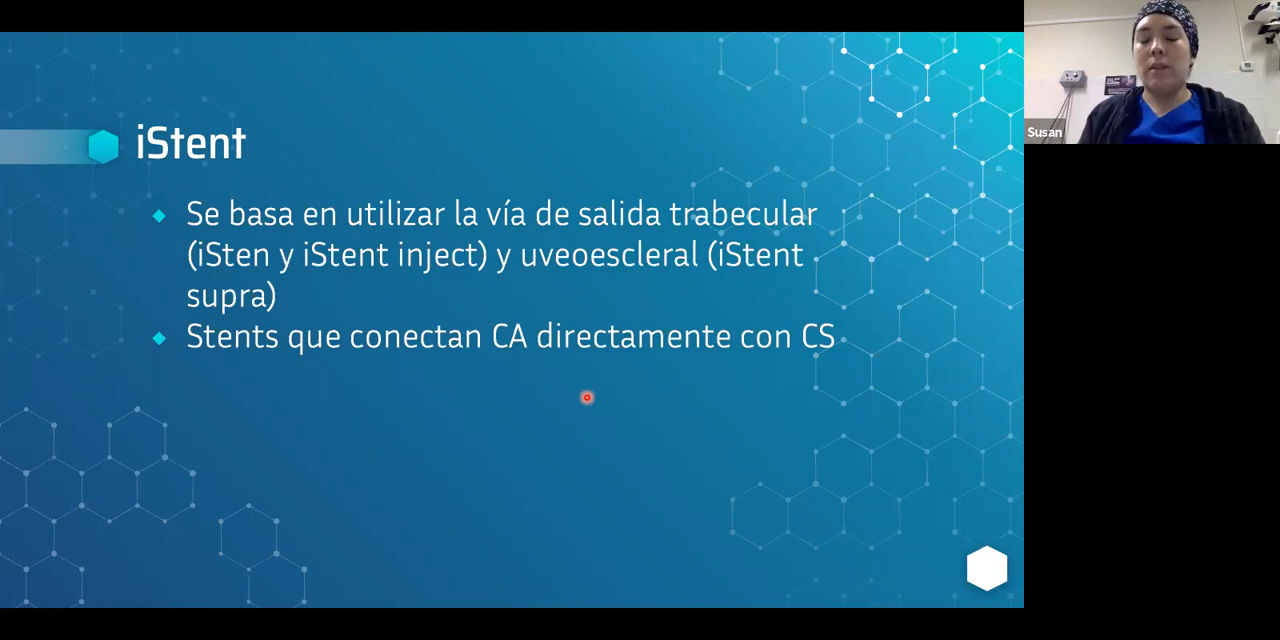 iStent
Se basa en utilizar la vía de salida trabecular
(iSten y iStent inject) y uveoescleral (iStent
supra)
Stents que conectan CA directamente con CS
Susan